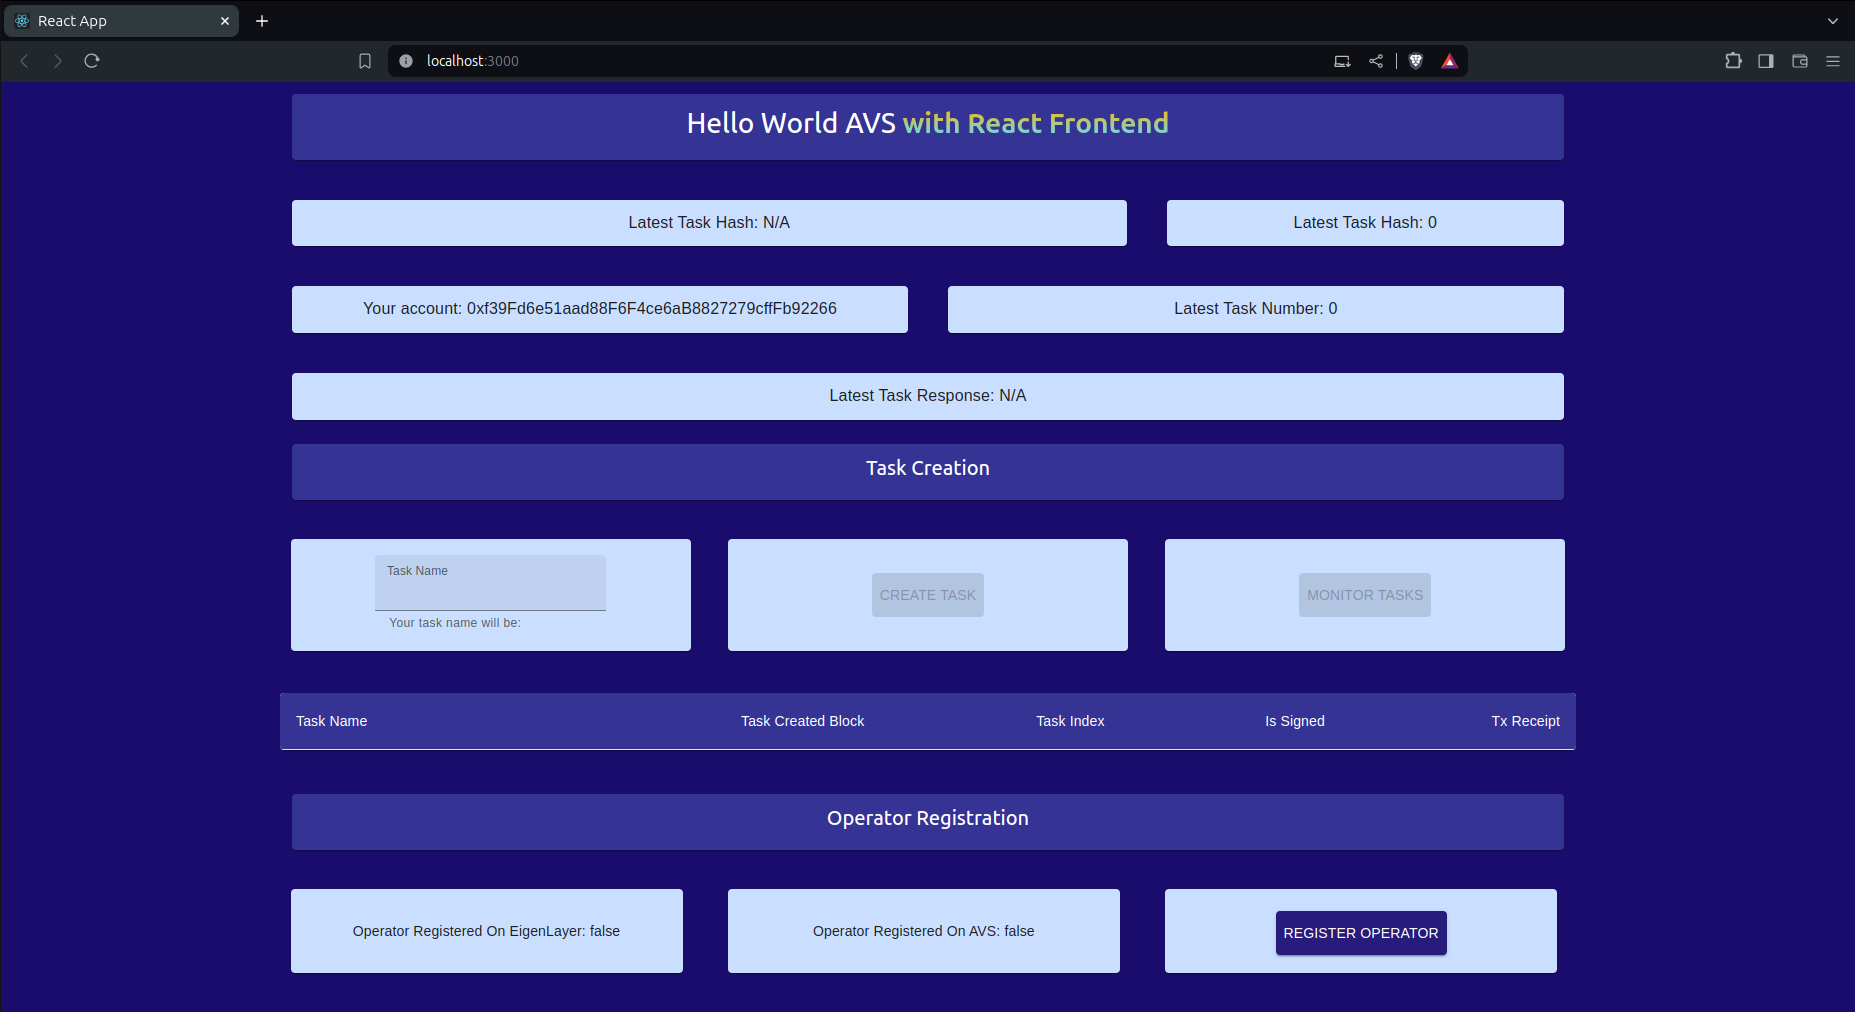 React App
localhost:3000
Hello World AVS with React Frontend
Latest Task Hash: N/A
Latest Task Hash: 0
Your account: 0xf39Fd6e51aad88F6F4ce6aB8827279cffFb92266
Latest Task Number: 0
Latest Task Response: N/A
Task Creation
Task Name
Your task name will be:
CREATE TASK
MONITOR TASKS
Task Name
Task Created Block
Task Index
Is Signed
Tx Receipt
Operator Registration
Operator Registered On EigenLayer: false
Operator Registered On AVS: false
REGISTER OPERATOR